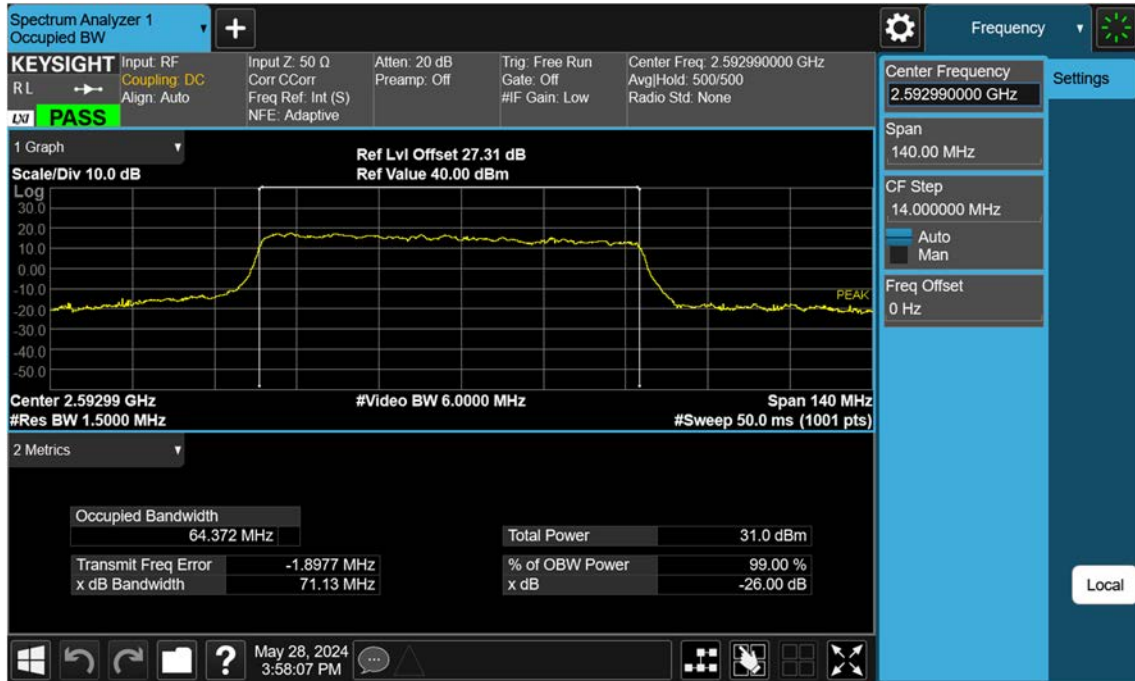 Spectrum Analyzer 1
Occupied BW
+
Frequency
KEYSIGHT
R L
LXI PASS
Input: RF
Coupling: DC
Align: Auto
Input Z: 50 Ω
Corr CCorr
Freq Ref: Int (S)
NFE: Adaptive
Atten: 20 dB
Preamp: Off
Trig: Free Run
Gate: Off
#IF Gain: Low
Center Freq: 2.592990000 GHz
Avg|Hold: 500/500
Radio Std: None
Center Frequency
2.592990000 GHz
Settings
Span
140.00 MHz
CF Step
14.000000 MHz
Auto
Man
Freq Offset
0 Hz
Local
1 Graph
Scale/Div 10.0 dB
Ref Lvl Offset 27.31 dB
Ref Value 40.00 dBm
Log
30.0
20.0
10.0
0.00
-10.0
-20.0
-30.0
-40.0
-50.0
PEAK
Center 2.59299 GHz
#Video BW 6.0000 MHz
Span 140 MHz
#Res BW 1.5000 MHz
#Sweep 50.0 ms (1001 pts)
2 Metrics
Occupied Bandwidth
64.372 MHz
Total Power 31.0 dBm
Transmit Freq Error -1.8977 MHz
% of OBW Power 99.00 %
x dB Bandwidth 71.13 MHz
x dB -26.00 dB
?
May 28, 2024
3:58:07 PM